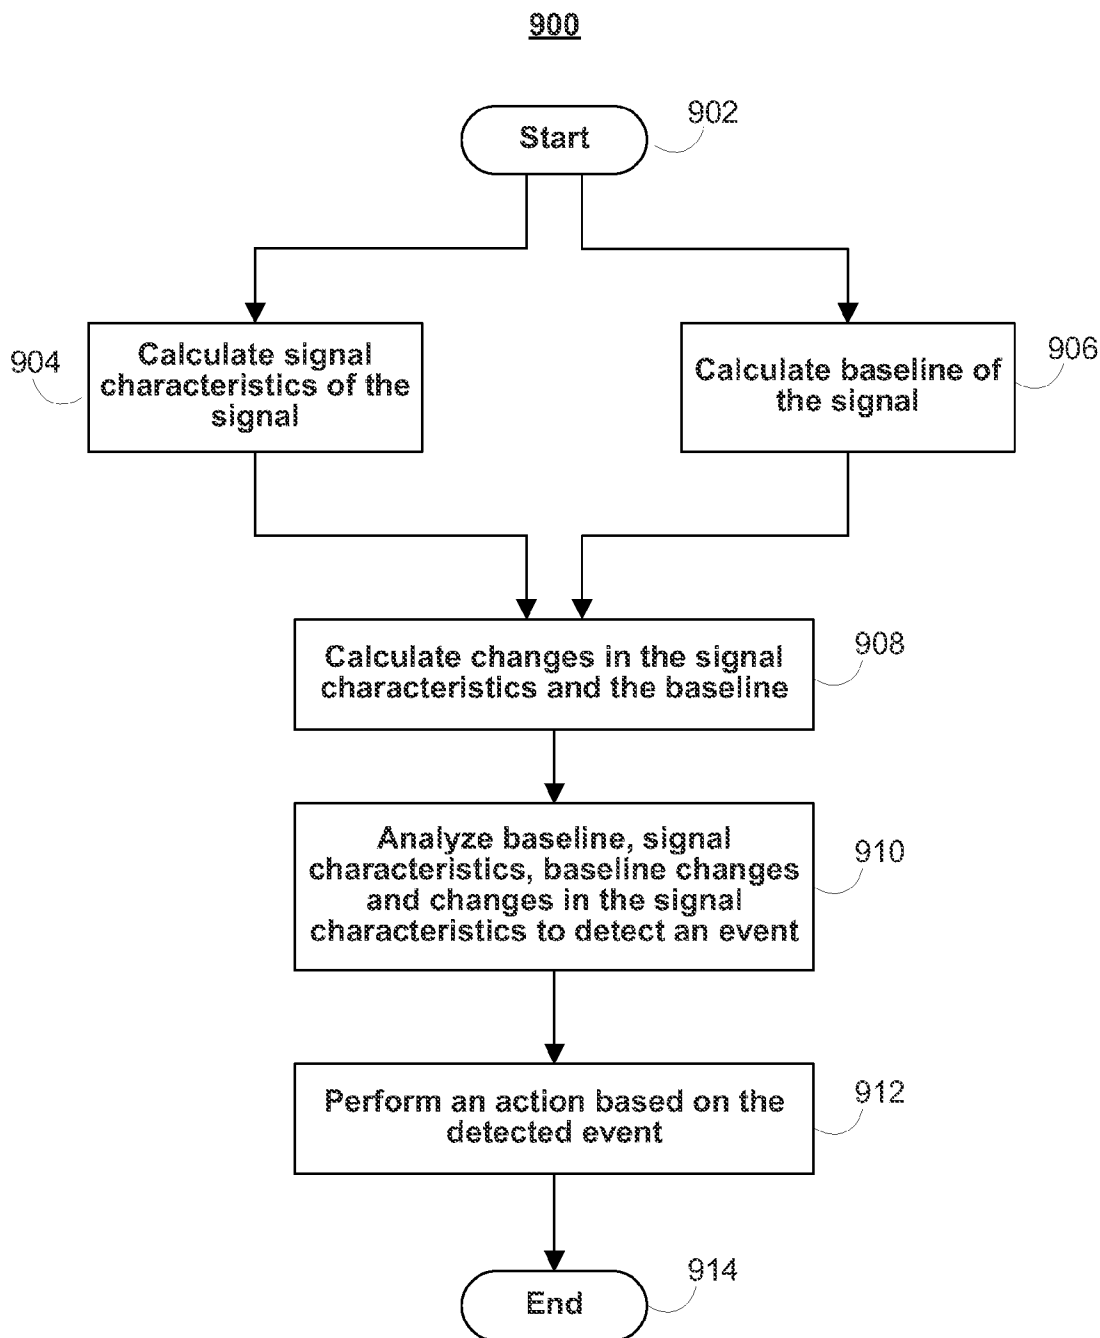 900
Start
902
904
Calculate signal
characteristics of the
signal
Calculate baseline of
the signal
906
Calculate changes in the signal
characteristics and the baseline
908
Analyze baseline, signal
characteristics, baseline changes
and changes in the signal
characteristics to detect an event
910
Perform an action based on the
detected event
912
End
914